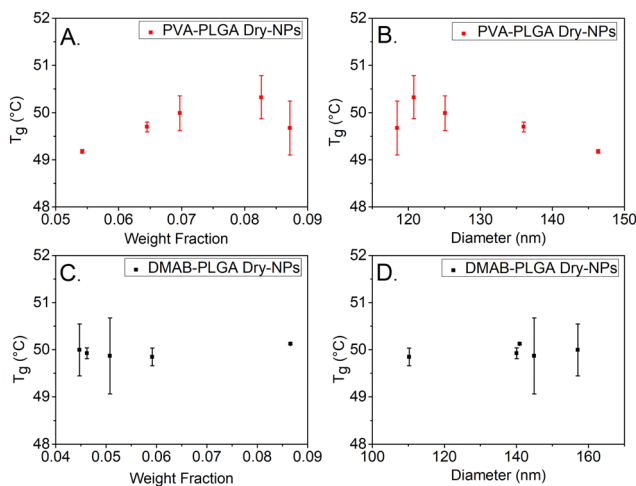 A.
PVA-PLGA Dry-NPs
52
51
50
49
48
Tg (°C)
0.05 0.06 0.07 0.08 0.09
Weight Fraction
B.
PVA-PLGA Dry-NPs
52
51
50
49
48
Tg (°C)
120 130 140 150
Diameter (nm)
C.
DMAB-PLGA Dry-NPs
52
51
50
49
48
Tg (°C)
0.04 0.05 0.06 0.07 0.08 0.09
Weight Fraction
D.
DMAB-PLGA Dry-NPs
52
51
50
49
48
Tg (°C)
100 120 140 160
Diameter (nm)